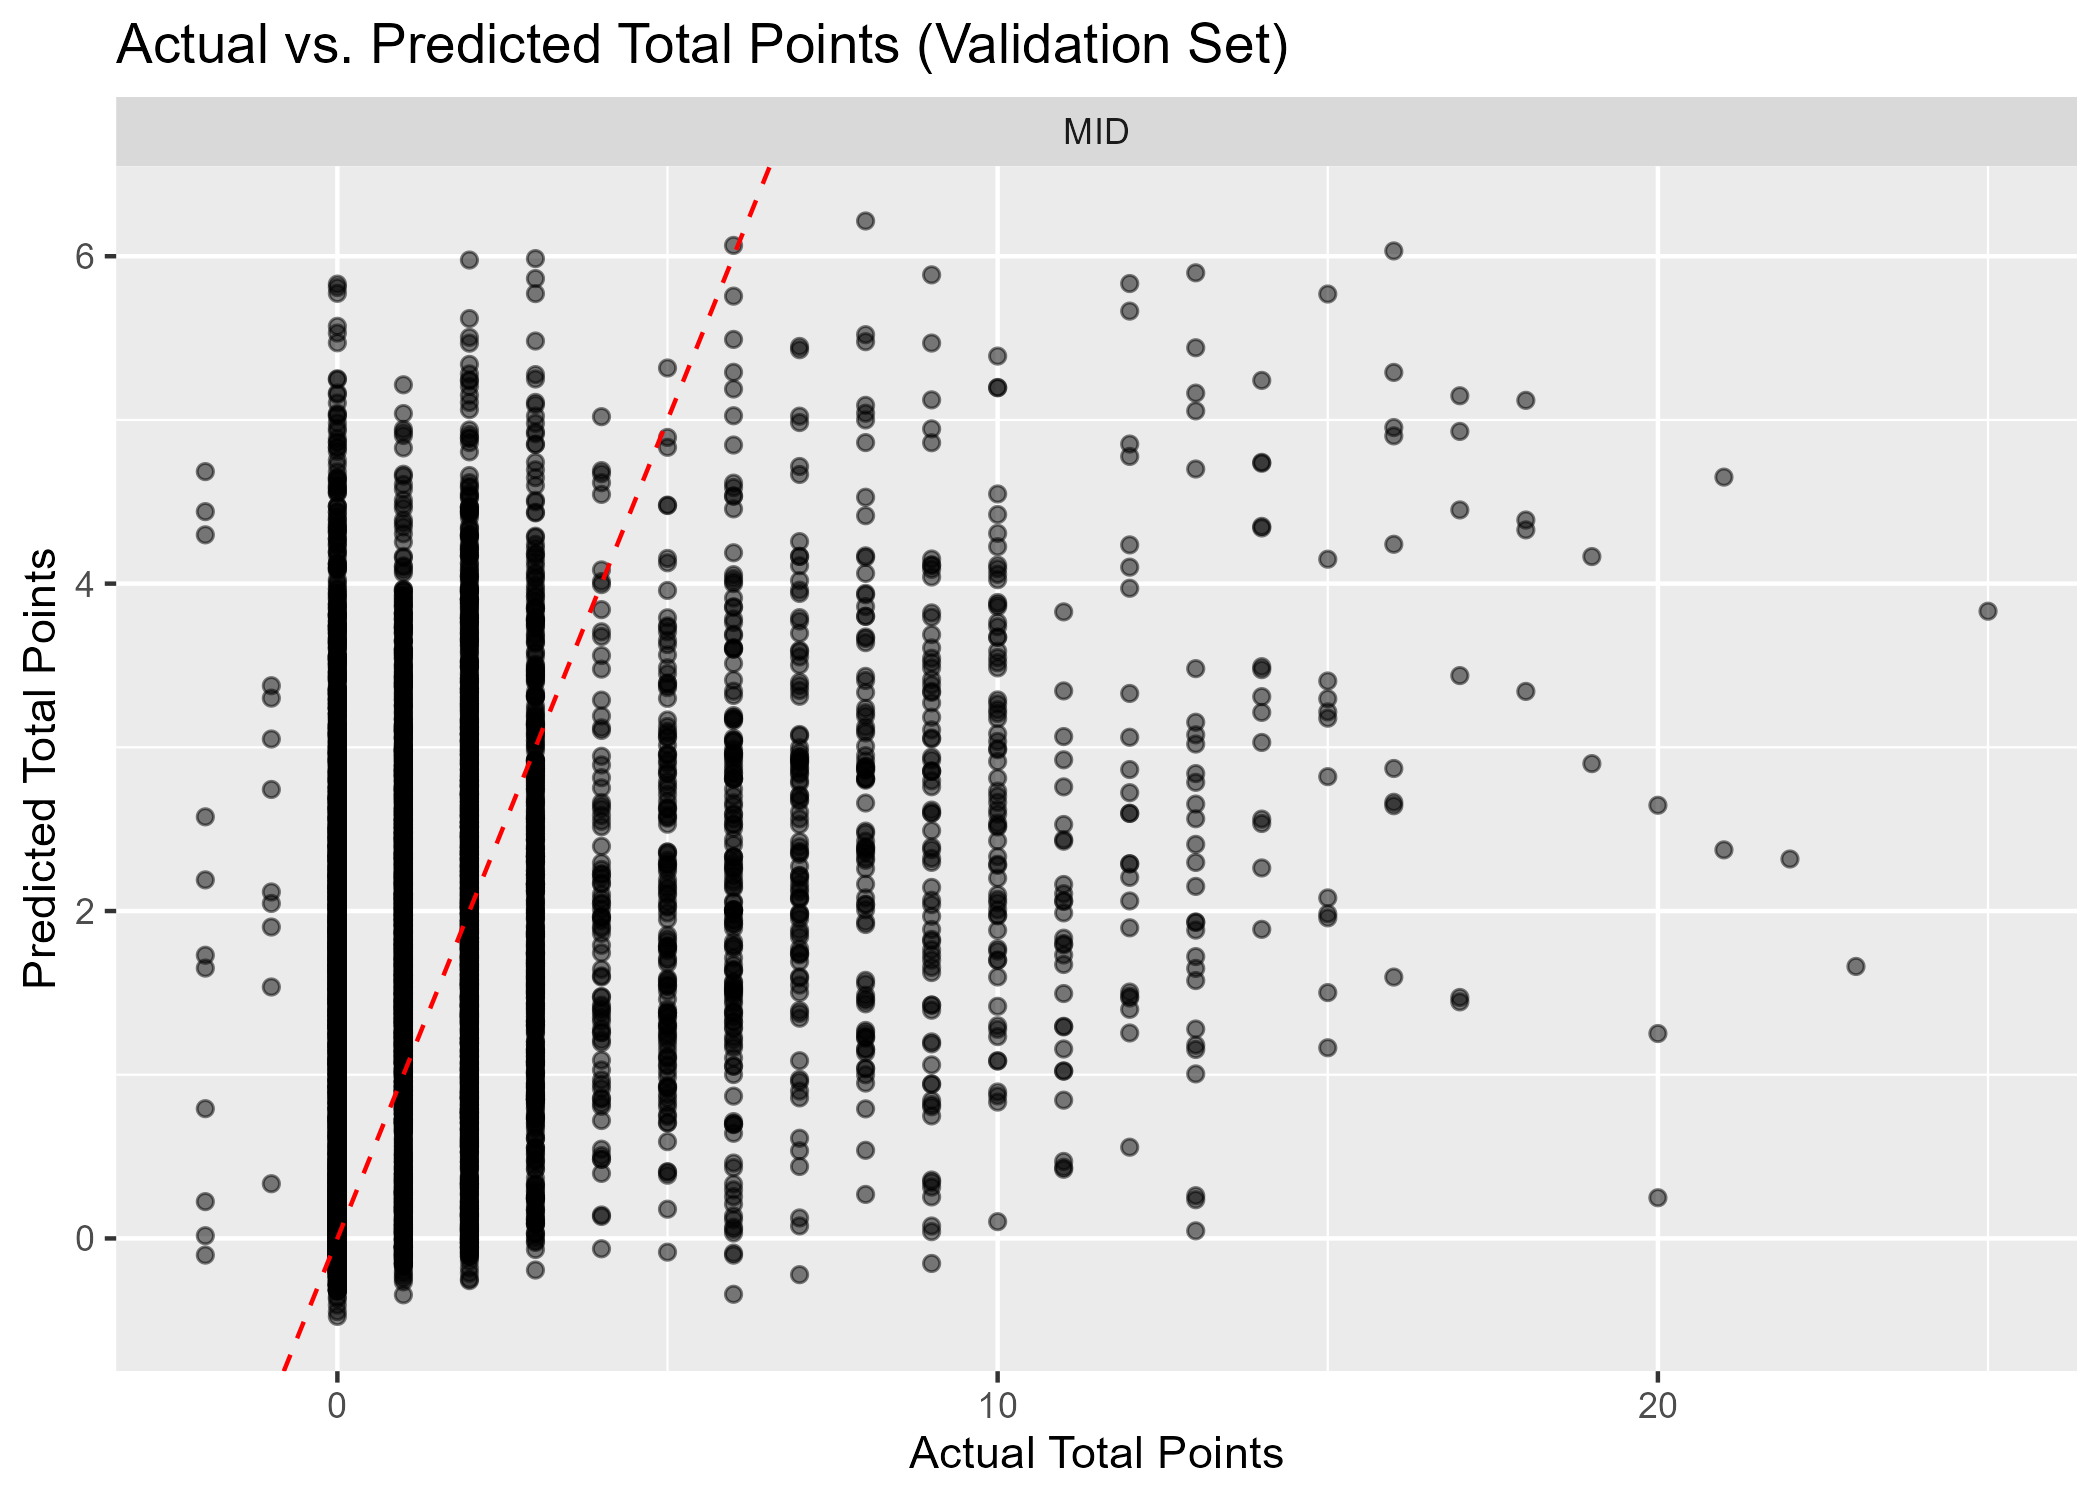 Actual vs. Predicted Total Points (Validation Set)
MID
6
4
2
0
Predicted Total Points
0
10
20
Actual Total Points